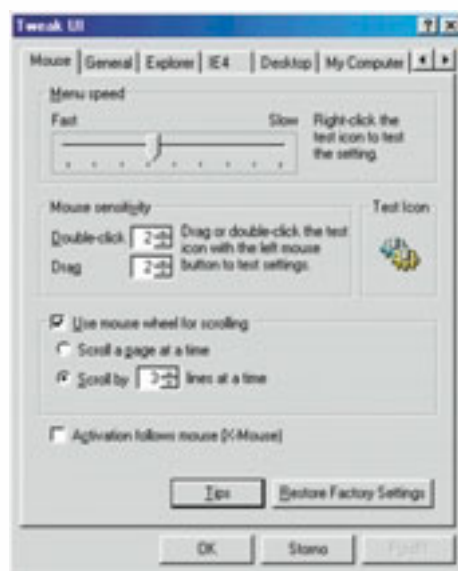 Tweak UI
Mouse General Explorer IE4 Desktop My Computer
Menu speed
Fast Slow
Right-click the
test icon to test
the setting.
Mouse sensitivity
Test Icon
Double-click 2
Drag 2
Drag or double-click the test
icon with the left mouse
button to test settings.
Use mouse wheel for scrolling
Scroll a page at a time
Scroll by 3 lines at a time
Activation follows mouse (X-Mouse)
Tips Restore Factory Settings
OK Storno